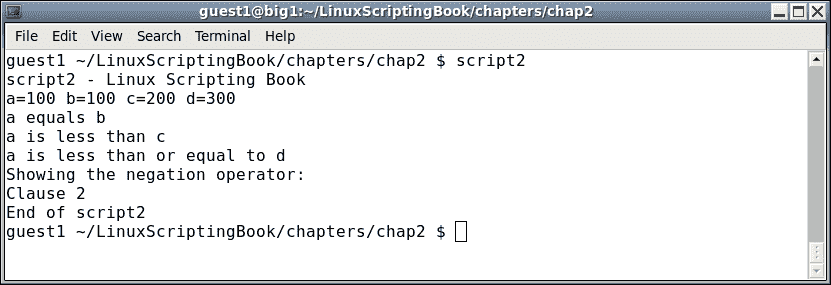 guest1@big1:~/LinuxScriptingBook/chapters/chap2
File Edit View Search Terminal Help
guest1 ~/LinuxScriptingBook/chapters/chap2 $ script2
script2 - Linux Scripting Book
a=100 b=100 c=200 d=300
a equals b
a is less than c
a is less than or equal to d
Showing the negation operator:
Clause 2
End of script2
guest1 ~/LinuxScriptingBook/chapters/chap2 $